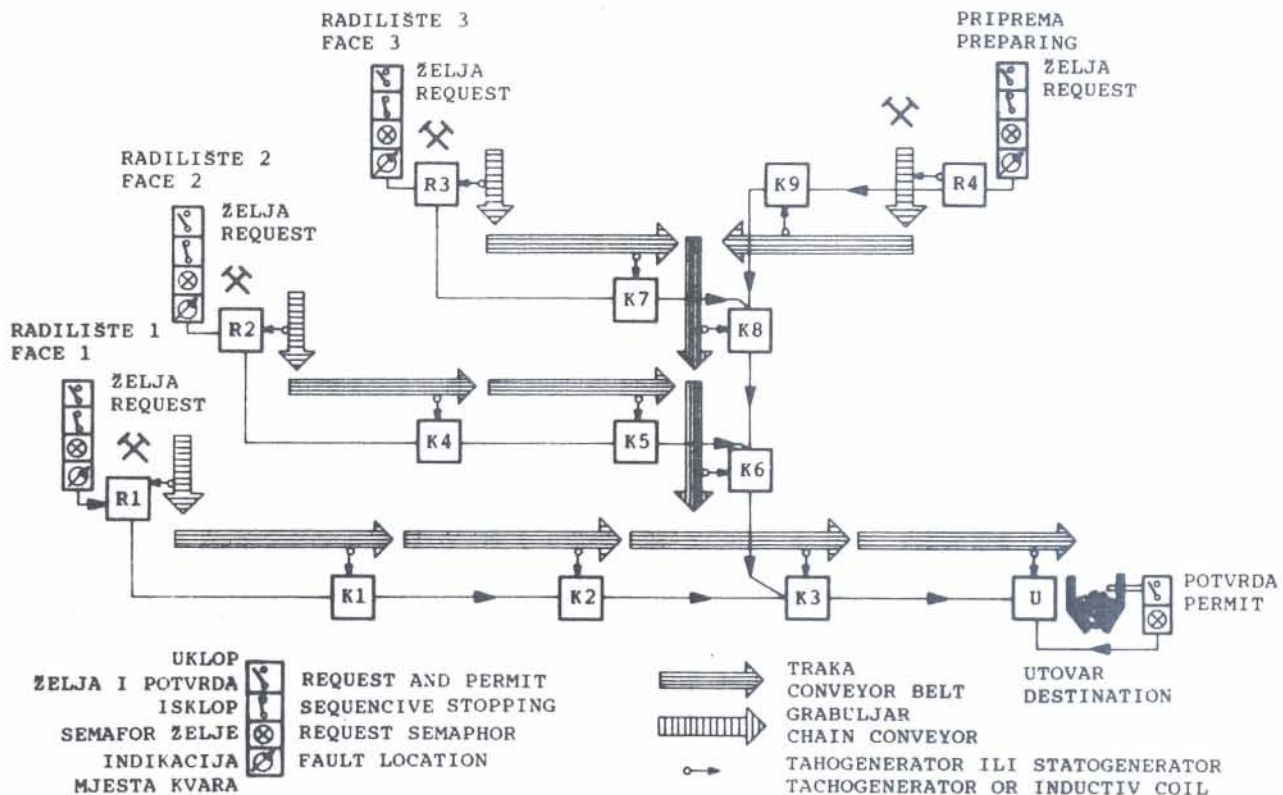 RADILIŠTE 3
FACE 3
ŽELJA
REQUEST
PRIPREMA
PREPARING
ŽELJA
REQUEST
RADILIŠTE 2
FACE 2
ŽELJA
REQUEST
R3
K9
R4
RADILIŠTE 1
FACE 1
ŽELJA
REQUEST
R2
K7
K8
K4
K5
K6
R1
K1
K2
K3
U
POTVRDA
PERMIT
UTOVAR
DESTINATION
UKLOP
ŽELJA I POTVRDA
ISKLOP
SEMAFOR ŽELJE
INDIKACIJA
MJESTA KVARA
REQUEST AND PERMIT
SEQUENCIVE STOPPING
REQUEST SEMAPHOR
FAULT LOCATION
TRAKA
CONVEYOR BELT
GRABULJAR
CHAIN CONVEYOR
TAHOGENERATOR ILI STATOGENERATOR
TACHOGENERATOR OR INDUCTIV COIL